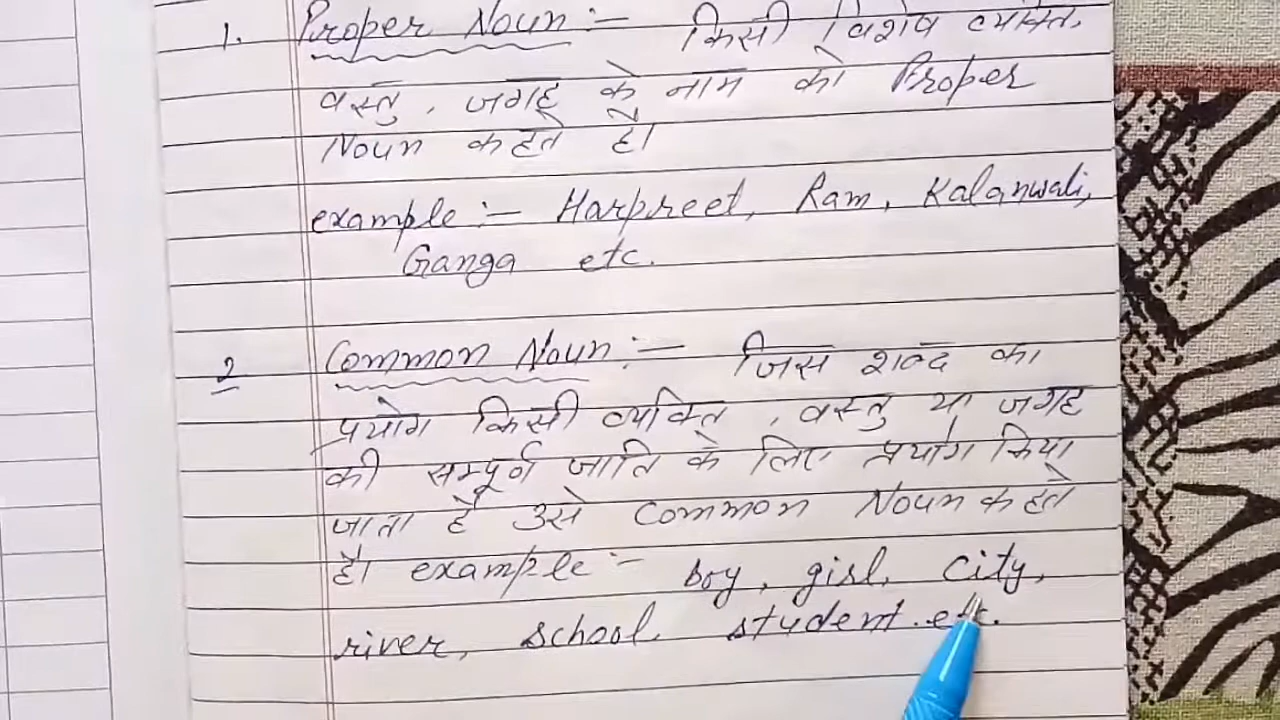 1. Proper Noun :- किसी विशेष व्यक्ति,
वस्तु, जगह के नाम को Proper
Noun कहते है।
example :- Harpreet, Ram, Kalanwali,
Ganga etc.
2 Common Noun :- जिस शब्द का
प्रयोग किसी व्यक्ति, वस्तु या जगह
की सम्पूर्ण जाति के लिए प्रयोग किया
जाता है उसे Common Noun कहते
है। example :- boy, girl, city,
river, school, student. etc.